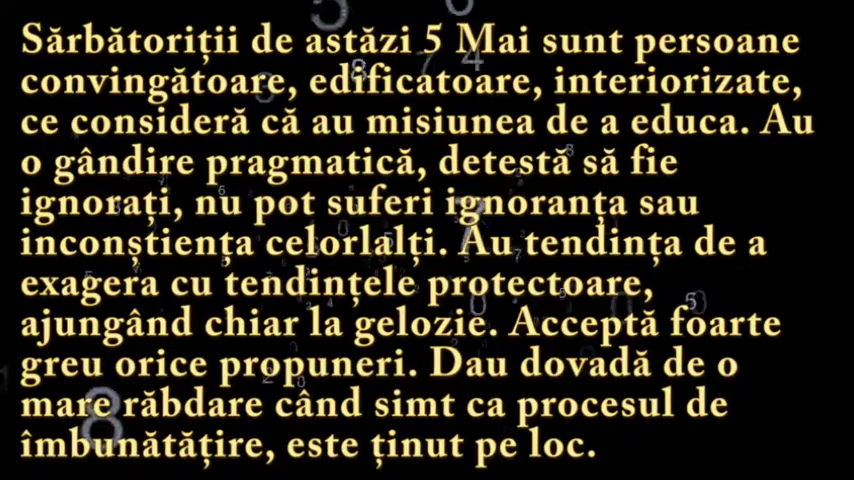 Sărbătoriții de astăzi 5 Mai sunt persoane
convingătoare, edificatoare, interiorizate,
ce consideră că au misiunea de a educa. Au
o gândire pragmatică, detestă să fie
ignorați, nu pot suferi ignoranța sau
inconștiența celorlalți. Au tendința de a
exagera cu tendințele protectoare,
ajungând chiar la gelozie. Acceptă foarte
greu orice propuneri. Dau dovadă de o
mare răbdare când simt ca procesul de
îmbunătățire, este ținut pe loc.